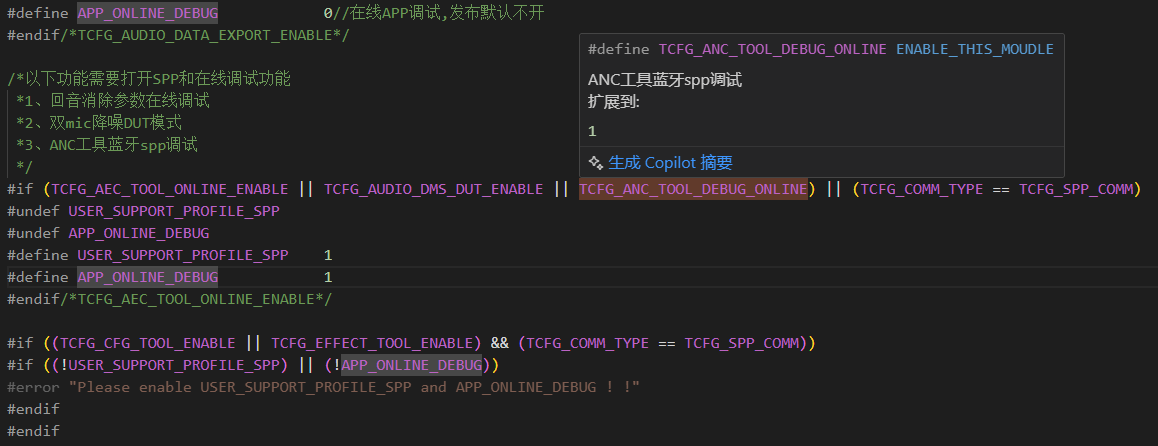 #define APP_ONLINE_DEBUG 0//在线APP调试,发布默认不开
#endif/*TCFG_AUDIO_DATA_EXPORT_ENABLE*/
#define TCFG_ANC_TOOL_DEBUG_ONLINE ENABLE_THIS_MOUDLE
ANC工具蓝牙spp调试
扩展到:
1
生成 Copilot 摘要
/*以下功能需要打开SPP和在线调试功能
*1、回音消除参数在线调试
*2、双mic降噪DUT模式
*3、ANC工具蓝牙spp调试
*/
#if (TCFG_AEC_TOOL_ONLINE_ENABLE || TCFG_AUDIO_DMS_DUT_ENABLE || TCFG_ANC_TOOL_DEBUG_ONLINE) || (TCFG_COMM_TYPE == TCFG_SPP_COMM)
#undef USER_SUPPORT_PROFILE_SPP
#undef APP_ONLINE_DEBUG
#define USER_SUPPORT_PROFILE_SPP 1
#define APP_ONLINE_DEBUG 1
#endif/*TCFG_AEC_TOOL_ONLINE_ENABLE*/
#if ((TCFG_CFG_TOOL_ENABLE || TCFG_EFFECT_TOOL_ENABLE) && (TCFG_COMM_TYPE == TCFG_SPP_COMM))
#if ((!USER_SUPPORT_PROFILE_SPP) || (!APP_ONLINE_DEBUG))
#error "Please enable USER_SUPPORT_PROFILE_SPP and APP_ONLINE_DEBUG ! !"
#endif
#endif